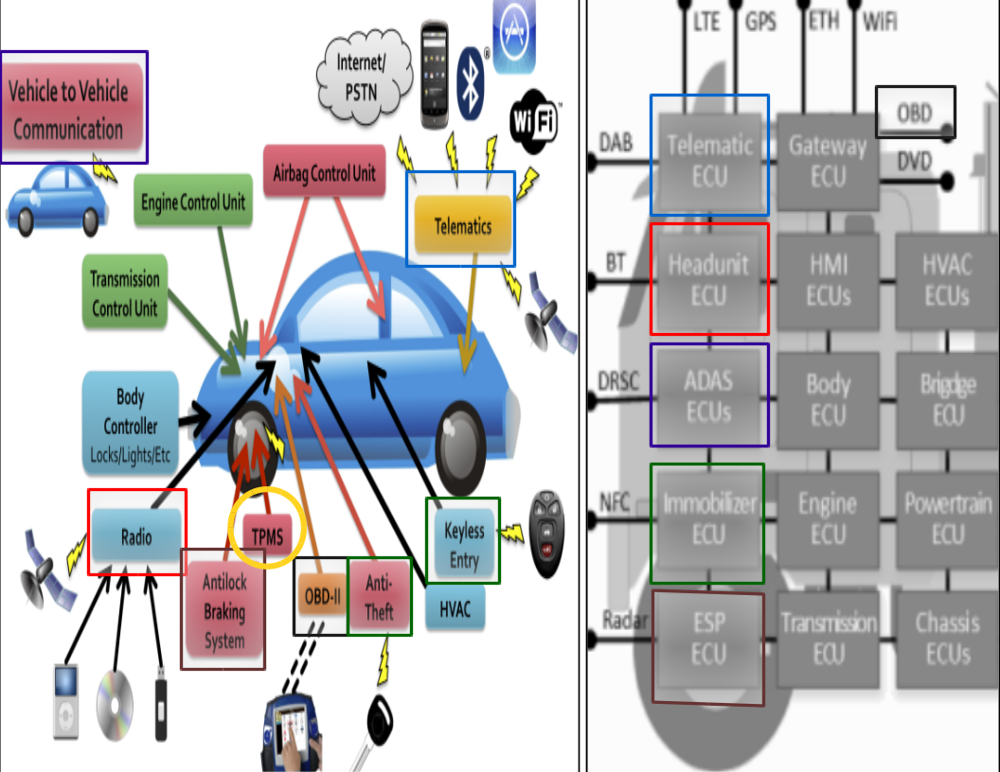 Vehicle to Vehicle
Communication
Internet/
PSTN
®
WiFi
™
Airbag Control Unit
Engine Control Unit
Telematics
Transmission
Control Unit
Body
Controller
Locks/Lights/Etc
Radio
TPMS
Keyless
Entry
Antilock
Braking
System
OBD-II
Anti-
Theft
HVAC
LTE
GPS
ETH
WiFi
OBD
DAB
Telematic
ECU
Gateway
ECU
DVD
BT
Headunit
ECU
HMI
ECUs
HVAC
ECUs
DRSC
ADAS
ECUs
Body
ECU
Brigdge
ECU
NFC
Immobilizer
ECU
Engine
ECU
Powertrain
ECU
Radar
ESP
ECU
Transmission
ECU
Chassis
ECUs